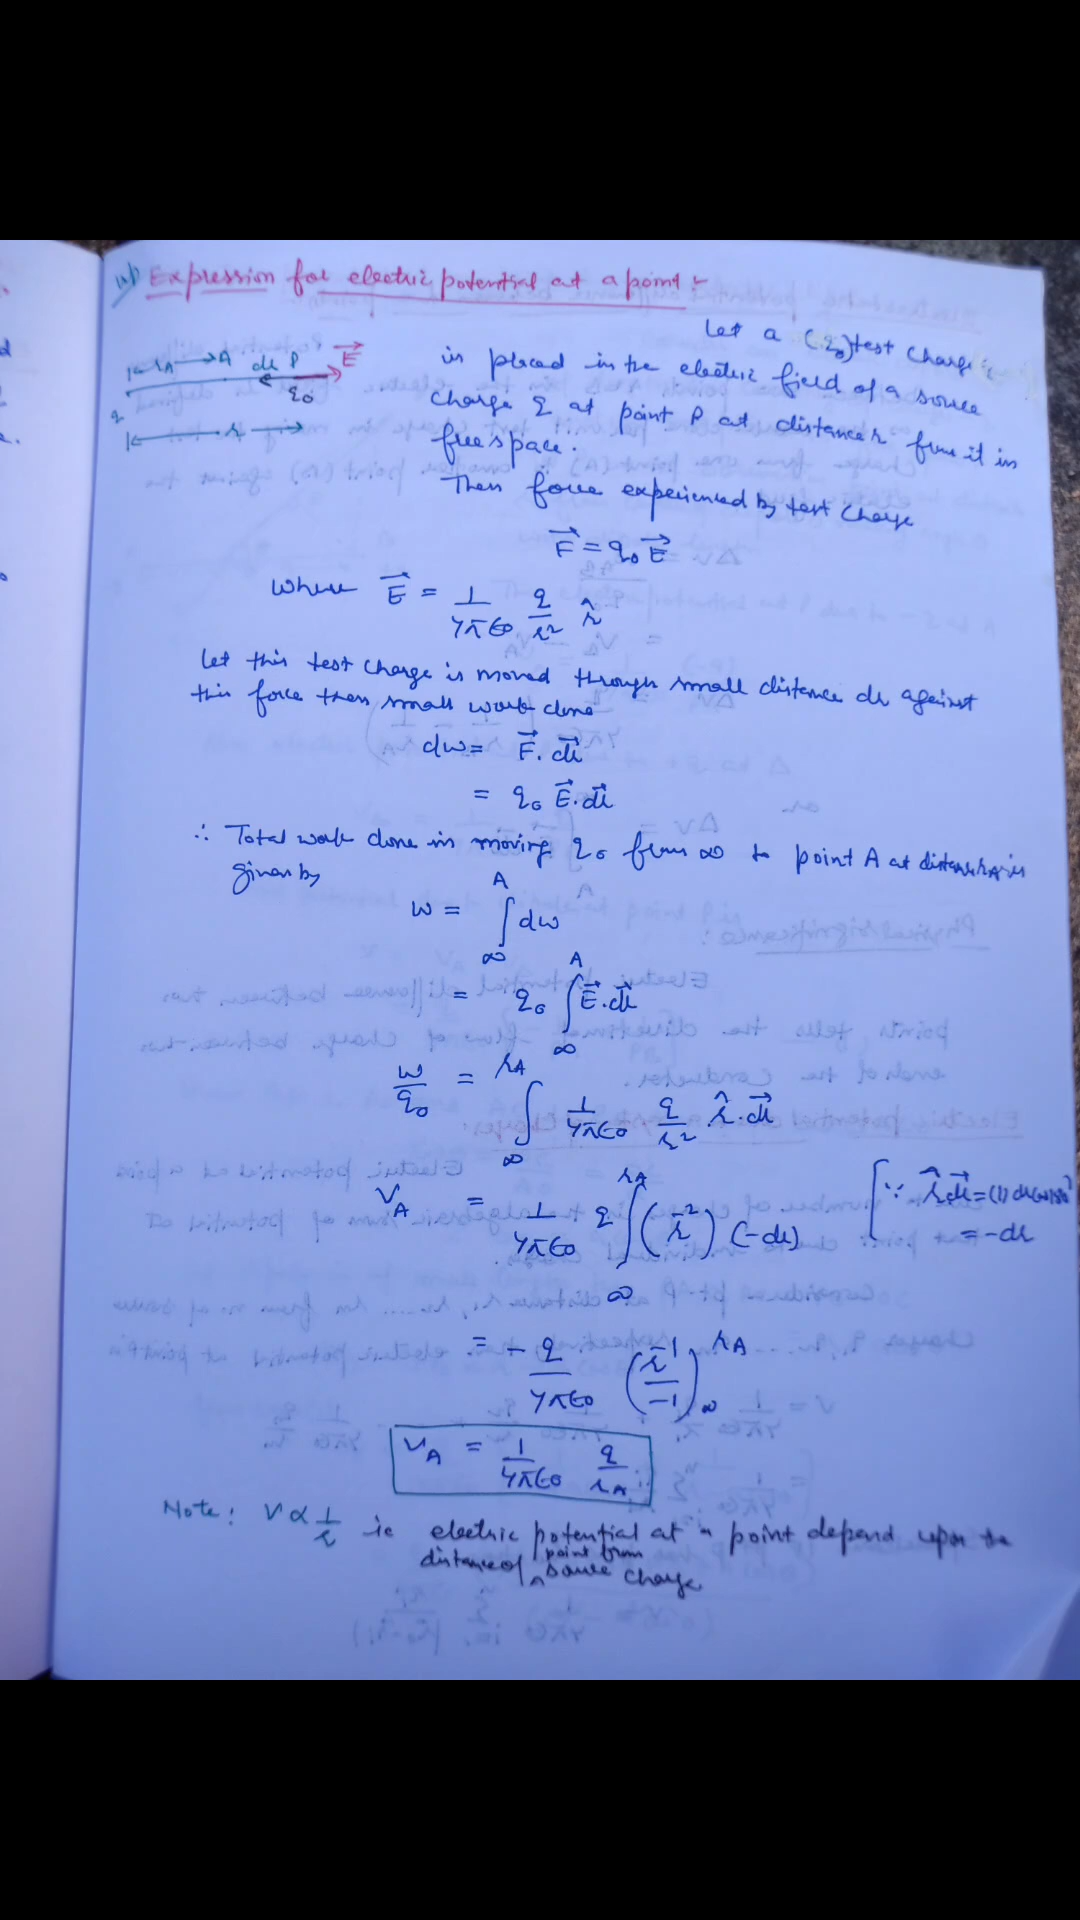 (iv) Expression for electric potential at a point :-
Let a (q₀) test charge
is placed in the electric field of a source
charge q at point P at distance r from it in
free space.
rA A dr P E⃗
q q₀
r
Then force experienced by test charge
F⃗ = q₀ E⃗
where E⃗ = 1/4πϵ₀ q/r² r̂
Let this test charge is moved through small distance dr against
this force then small work done
dw = F⃗. dr⃗
= q₀ E⃗. dr⃗
∴ Total work done in moving q₀ from ∞ to point A at distance rA is
given by
w = ∫_∞^A dw
= q₀ ∫_∞^A E⃗. dr⃗
w/q₀ = ∫_∞^rA 1/4πϵ₀ q/r² r̂. dr⃗
V_A = 1/4πϵ₀ q ∫_∞^rA (r⁻²) (-dr) [∵ r̂ dr⃗ = (1) dr cos180°
= -dr
= - q/4πϵ₀ (r⁻¹/-1)_∞^rA
V_A = 1/4πϵ₀ q/rA
Note: V ∝ 1/r ie electric potential at a point depend upon the
distance of point from source charge